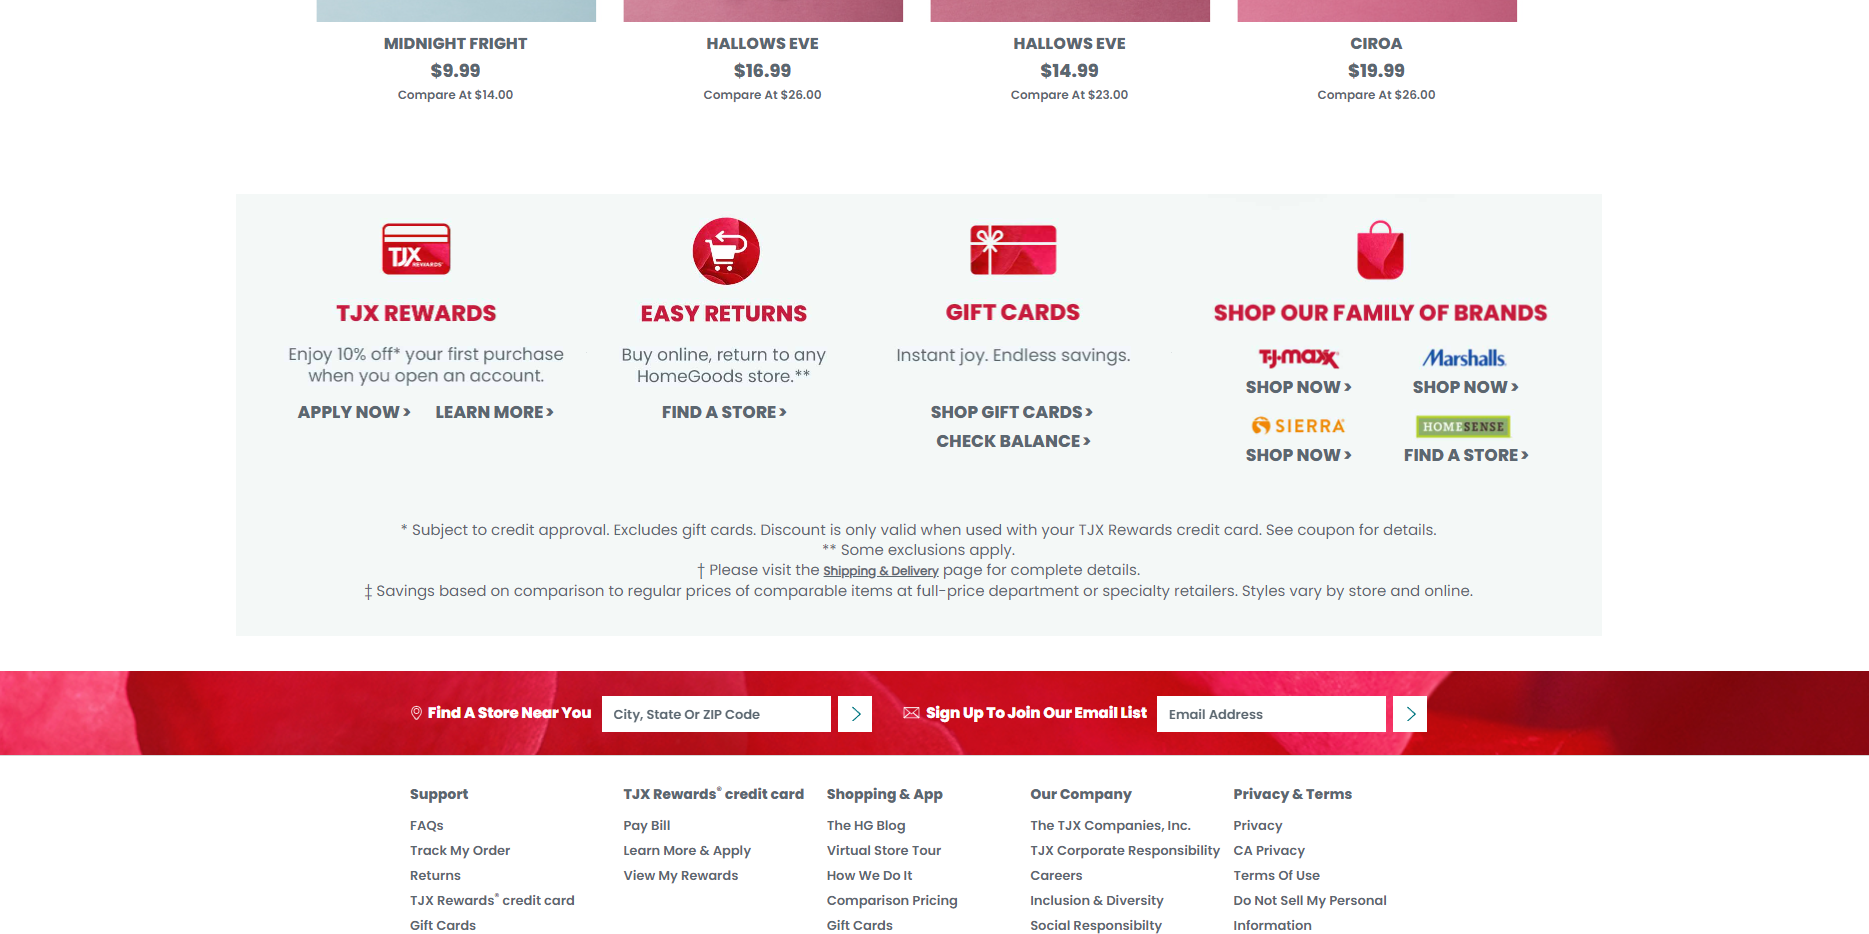 MIDNIGHT FRIGHT
$9.99
Compare At $14.00
HALLOWS EVE
$16.99
Compare At $26.00
HALLOWS EVE
$14.99
Compare At $23.00
CIROA
$19.99
Compare At $26.00
TJX
REWARDS
TJX REWARDS
Enjoy 10% off* your first purchase
when you open an account.
APPLY NOW > LEARN MORE >
EASY RETURNS
Buy online, return to any
HomeGoods store.**
FIND A STORE >
GIFT CARDS
Instant joy. Endless savings.
SHOP GIFT CARDS >
CHECK BALANCE >
SHOP OUR FAMILY OF BRANDS
T·J·maxx
SHOP NOW >
Marshalls.
SHOP NOW >
SIERRA
SHOP NOW >
HOMESENSE
FIND A STORE >
* Subject to credit approval. Excludes gift cards. Discount is only valid when used with your TJX Rewards credit card. See coupon for details.
** Some exclusions apply.
† Please visit the Shipping & Delivery page for complete details.
‡ Savings based on comparison to regular prices of comparable items at full-price department or specialty retailers. Styles vary by store and online.
Find A Store Near You City, State Or ZIP Code
Sign Up To Join Our Email List Email Address
Support
FAQs
Track My Order
Returns
TJX Rewards® credit card
Gift Cards
TJX Rewards® credit card
Pay Bill
Learn More & Apply
View My Rewards
Shopping & App
The HG Blog
Virtual Store Tour
How We Do It
Comparison Pricing
Gift Cards
Our Company
The TJX Companies, Inc.
TJX Corporate Responsibility
Careers
Inclusion & Diversity
Social Responsibilty
Privacy & Terms
Privacy
CA Privacy
Terms Of Use
Do Not Sell My Personal
Information